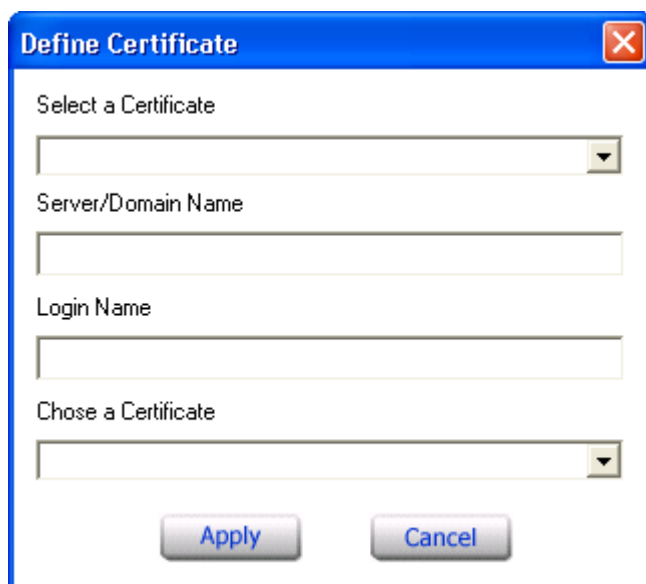 Define Certificate
Select a Certificate
Server/Domain Name
Login Name
Chose a Certificate
Apply Cancel